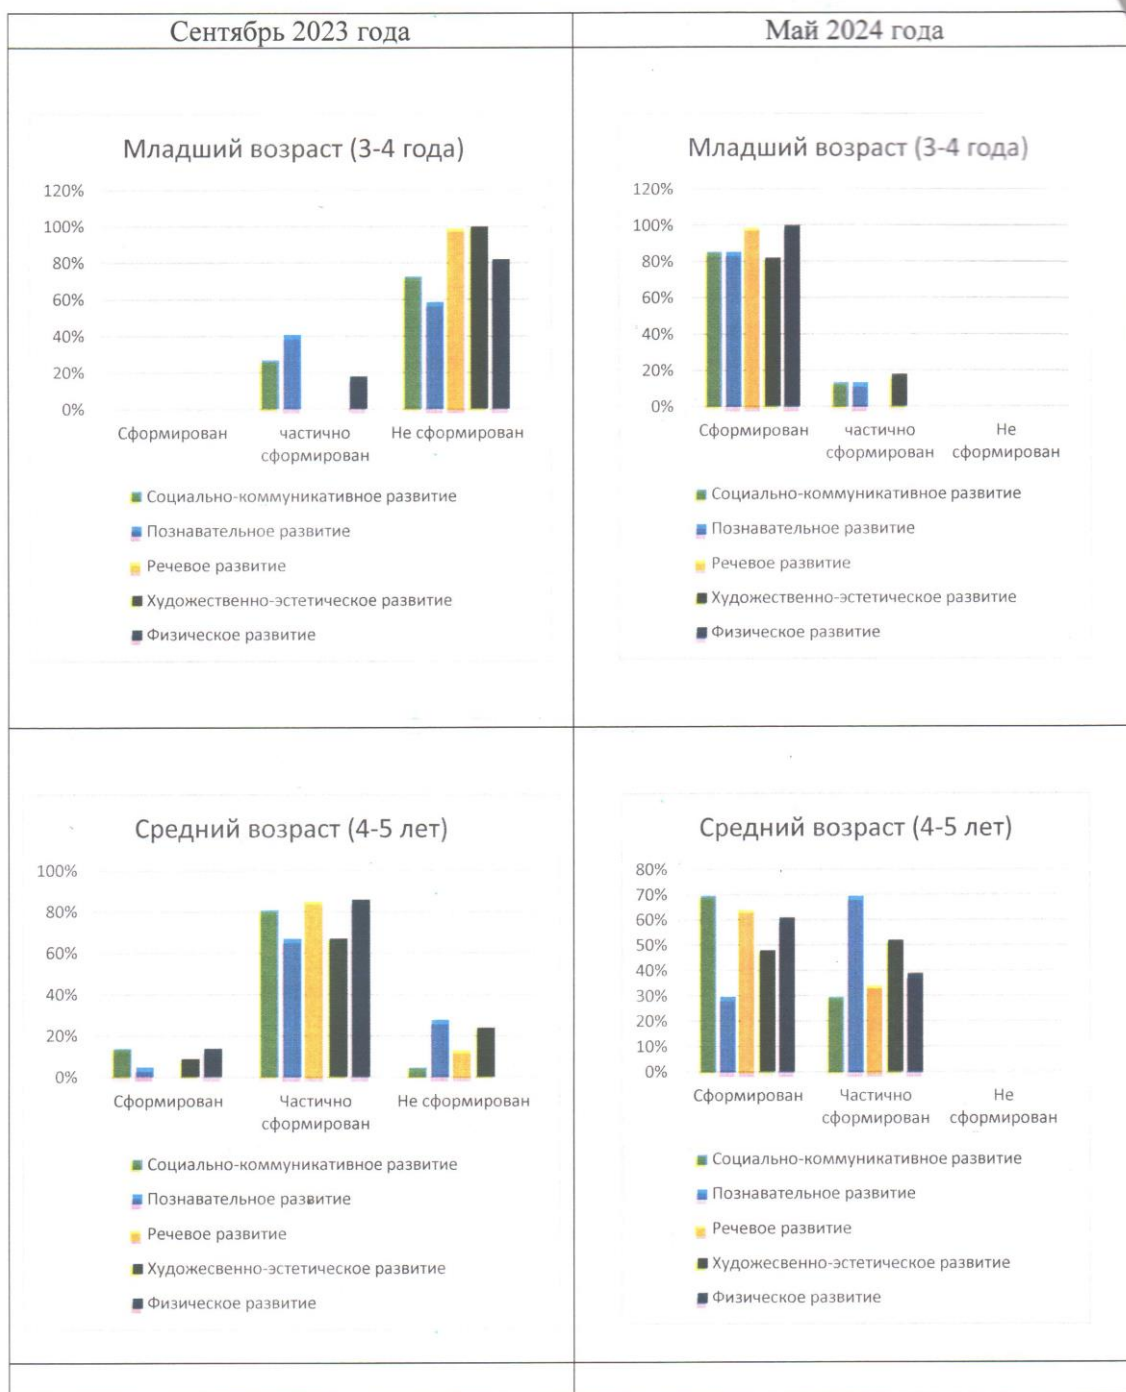 Сентябрь 2023 года
Май 2024 года
Младший возраст (3-4 года)
120%
100%
80%
60%
40%
20%
0%
Сформирован
частично
сформирован
Не сформирован
Социально-коммуникативное развитие
Познавательное развитие
Речевое развитие
Художественно-эстетическое развитие
Физическое развитие
Младший возраст (3-4 года)
120%
100%
80%
60%
40%
20%
0%
Сформирован
частично
сформирован
Не
сформирован
Социально-коммуникативное развитие
Познавательное развитие
Речевое развитие
Художественно-эстетическое развитие
Физическое развитие
Средний возраст (4-5 лет)
100%
80%
60%
40%
20%
0%
Сформирован
Частично
сформирован
Не сформирован
Социально-коммуникативное развитие
Познавательное развитие
Речевое развитие
Художесвенно-эстетическое развитие
Физическое развитие
Средний возраст (4-5 лет)
80%
70%
60%
50%
40%
30%
20%
10%
0%
Сформирован
Частично
сформирован
Не
сформирован
Социально-коммуникативное развитие
Познавательное развитие
Речевое развитие
Художесвенно-эстетическое развитие
Физическое развитие